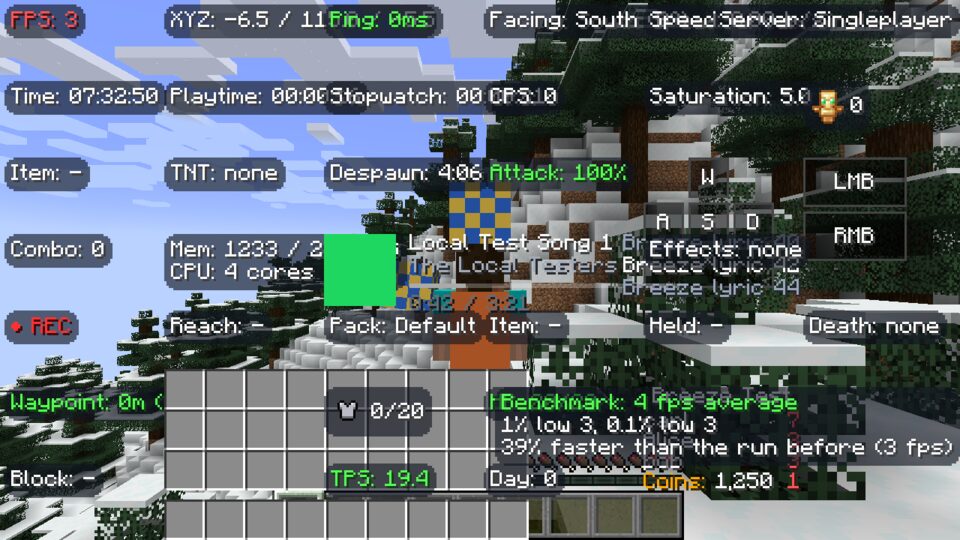 FPS: 3
XYZ: -6.5 / 11
Ping: 0ms
Facing: South
Speed
Server: Singleplayer
Time: 07:32:50
Playtime: 00:00
Stopwatch: 00
CPS:
10
Saturation: 5.0
0
Item: -
TNT: none
Despawn: 4:06
Attack: 100%
W
LMB
A S D
RMB
Combo: 0
Mem: 1233 / 2
CPU: 4 cores
Local Test Song 1
The Local Testers
0:42 / 3:21
Effects: none
Breeze lyric 42
Breeze lyric 44
REC
Reach: -
Pack: Default
Item: -
Held: -
Death: none
Waypoint: 0m (
0/20
Benchmark: 4 fps average
1% low 3, 0.1% low 3
39% faster than the run before (3 fps)
Block: -
TPS: 19.4
Day: 0
Coins: 1,250
1